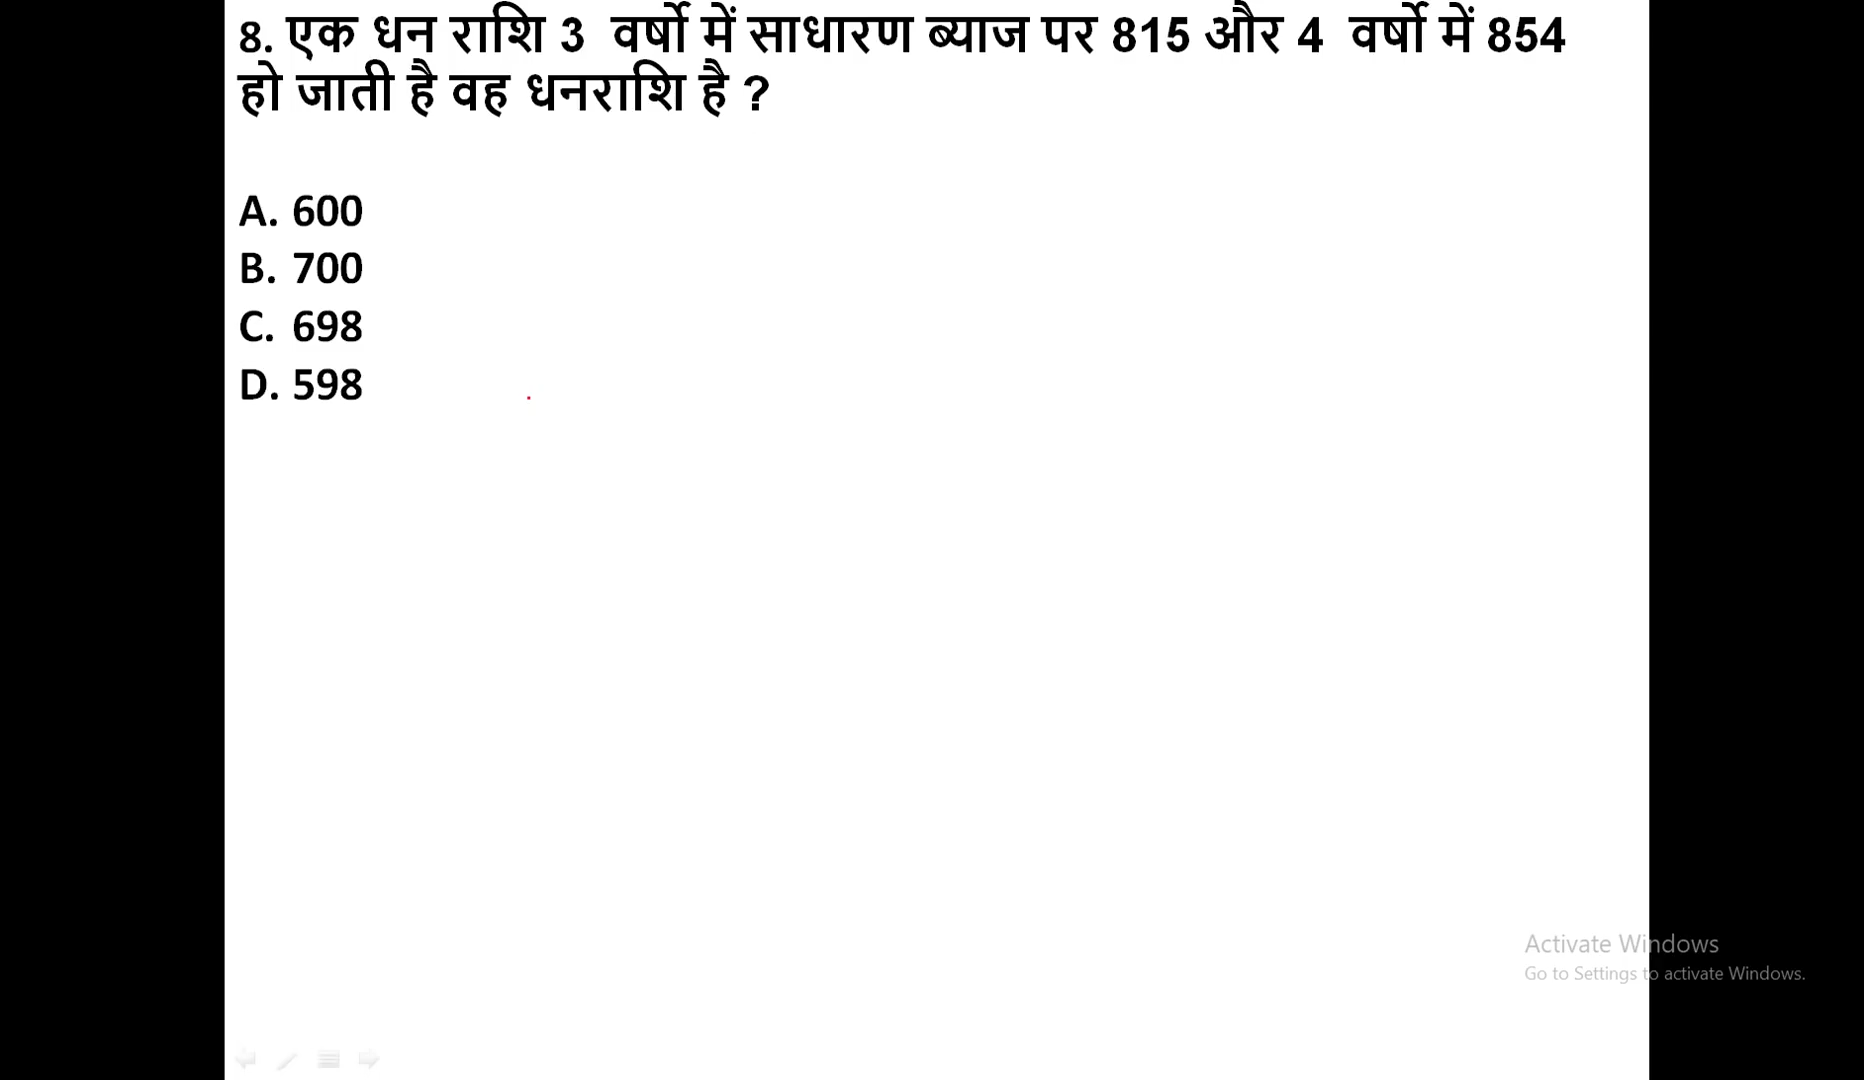 8. एक धन राशि 3 वर्षो में साधारण ब्याज पर 815 और 4 वर्षो में 854
हो जाती है वह धनराशि है ?
A. 600
B. 700
C. 698
D. 598
Activate Windows
Go to Settings to activate Windows.